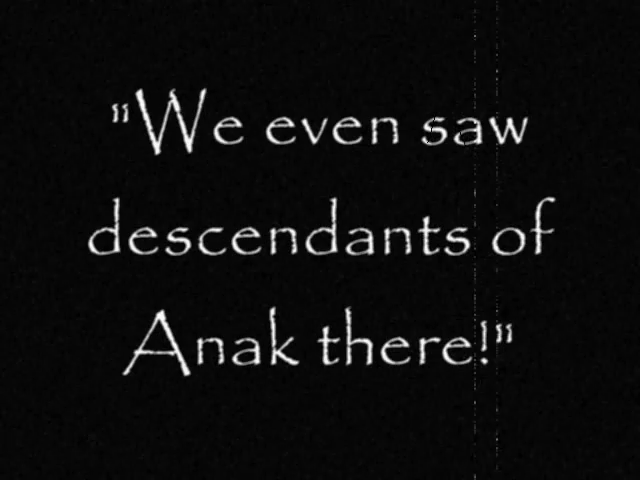 "We even saw
descendants of
Anak there!"